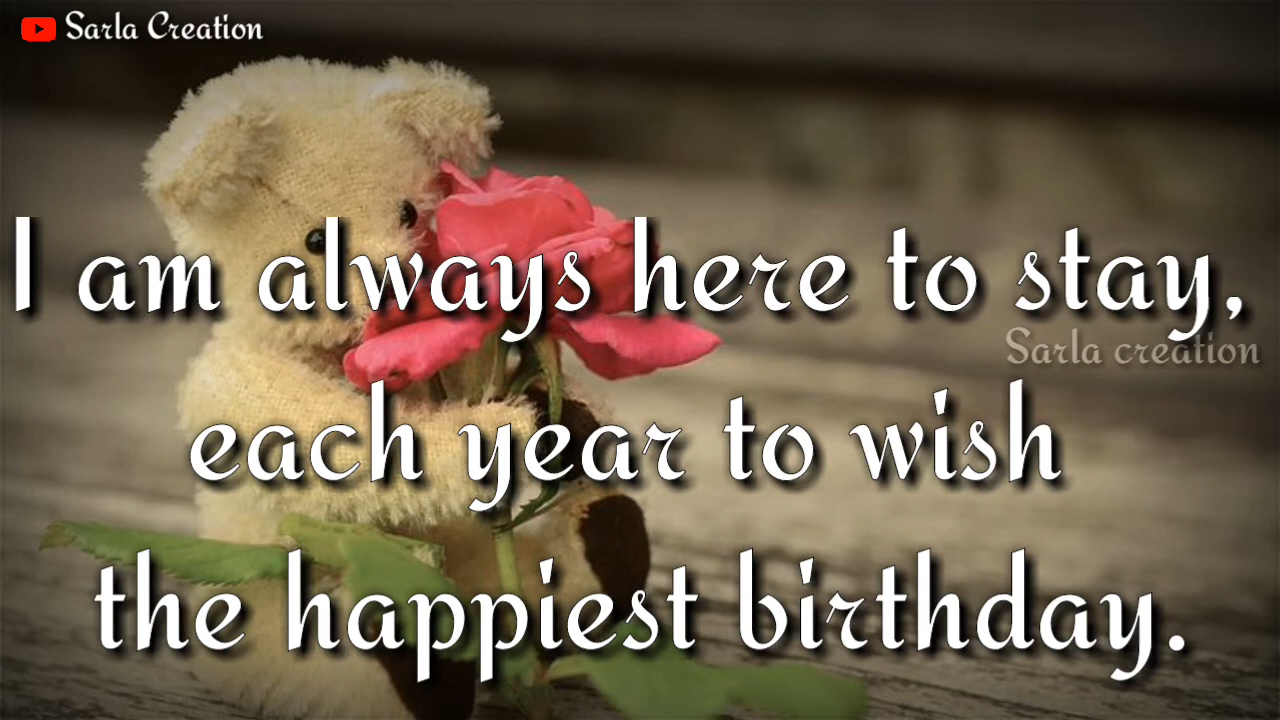 Sarla Creation
I am always here to stay,
Sarla creation
each year to wish
the happiest birthday.